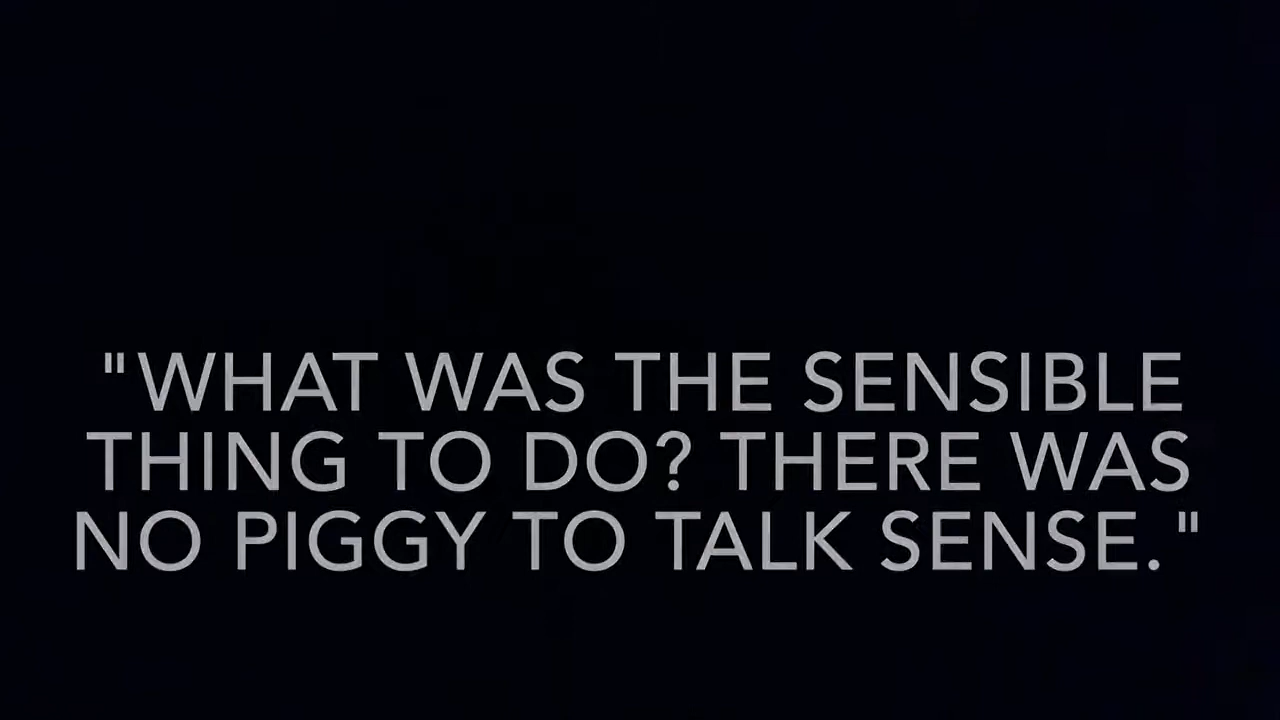 "WHAT WAS THE SENSIBLE
THING TO DO? THERE WAS
NO PIGGY TO TALK SENSE."